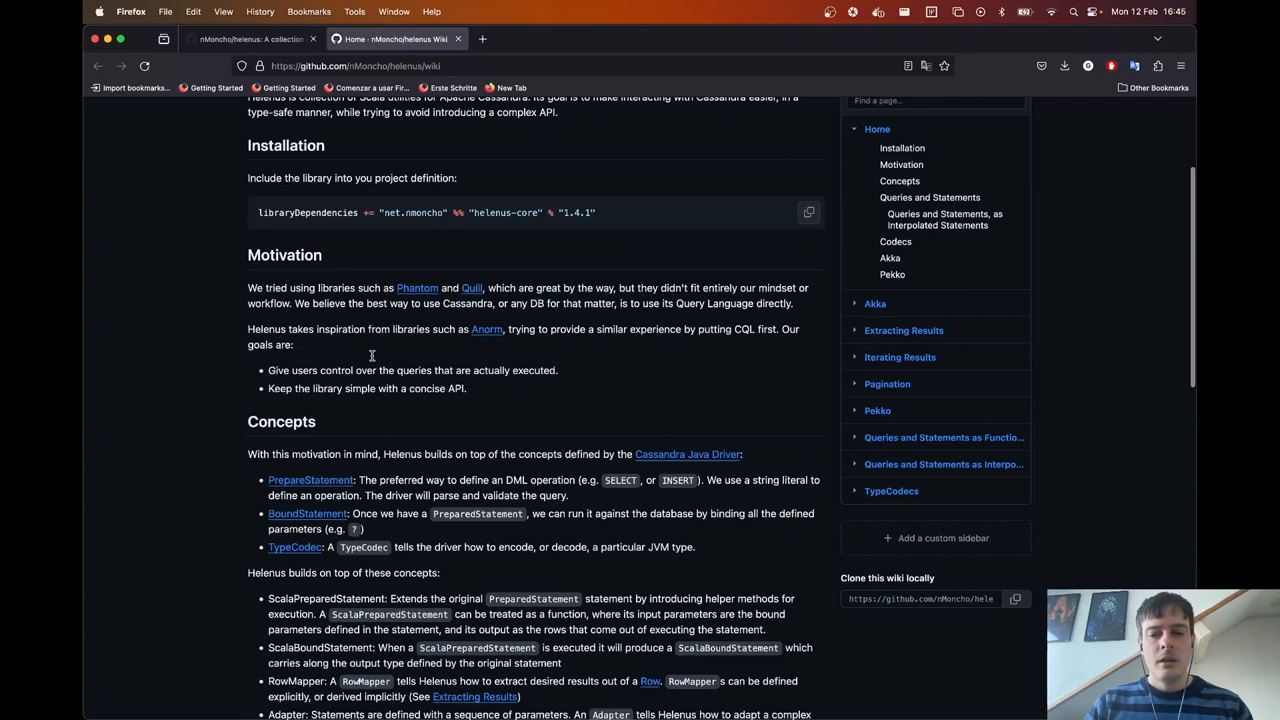 Firefox File Edit View History Bookmarks Tools Window Help Mon 12 Feb 16:45
nMoncho/helenus: A collection Home - nMoncho/helenus Wiki
https://github.com/nMoncho/helenus/wiki
Import bookmarks... Getting Started Getting Started Comenzar a usar Fir... Erste Schritte New Tab Other Bookmarks
Helenus is collection of Scala utilities for Apache Cassandra. Its goal is to make interacting with Cassandra easier, in a
type-safe manner, while trying to avoid introducing a complex API.
Installation
Include the library into you project definition:
libraryDependencies += "net.nmoncho" %% "helenus-core" % "1.4.1"
Motivation
We tried using libraries such as Phantom and Quill, which are great by the way, but they didn't fit entirely our mindset or
workflow. We believe the best way to use Cassandra, or any DB for that matter, is to use its Query Language directly.
Helenus takes inspiration from libraries such as Anorm, trying to provide a similar experience by putting CQL first. Our
goals are:
• Give users control over the queries that are actually executed.
• Keep the library simple with a concise API.
Concepts
With this motivation in mind, Helenus builds on top of the concepts defined by the Cassandra Java Driver:
• PrepareStatement: The preferred way to define an DML operation (e.g. SELECT, or INSERT). We use a string literal to
define an operation. The driver will parse and validate the query.
• BoundStatement: Once we have a PreparedStatement, we can run it against the database by binding all the defined
parameters (e.g. ?)
• TypeCodec: A TypeCodec tells the driver how to encode, or decode, a particular JVM type.
Helenus builds on top of these concepts:
• ScalaPreparedStatement: Extends the original PreparedStatement statement by introducing helper methods for
execution. A ScalaPreparedStatement can be treated as a function, where its input parameters are the bound
parameters defined in the statement, and its output as the rows that come out of executing the statement.
• ScalaBoundStatement: When a ScalaPreparedStatement is executed it will produce a ScalaBoundStatement which
carries along the output type defined by the original statement
• RowMapper: A RowMapper tells Helenus how to extract desired results out of a Row. RowMapper s can be defined
explicitly, or derived implicitly (See Extracting Results)
• Adapter: Statements are defined with a sequence of parameters. An Adapter tells Helenus how to adapt a complex
Find a page...
Home
Installation
Motivation
Concepts
Queries and Statements
Queries and Statements, as
Interpolated Statements
Codecs
Akka
Pekko
Akka
Extracting Results
Iterating Results
Pagination
Pekko
Queries and Statements as Functio...
Queries and Statements as Interpo...
TypeCodecs
Add a custom sidebar
Clone this wiki locally
https://github.com/nMoncho/hele